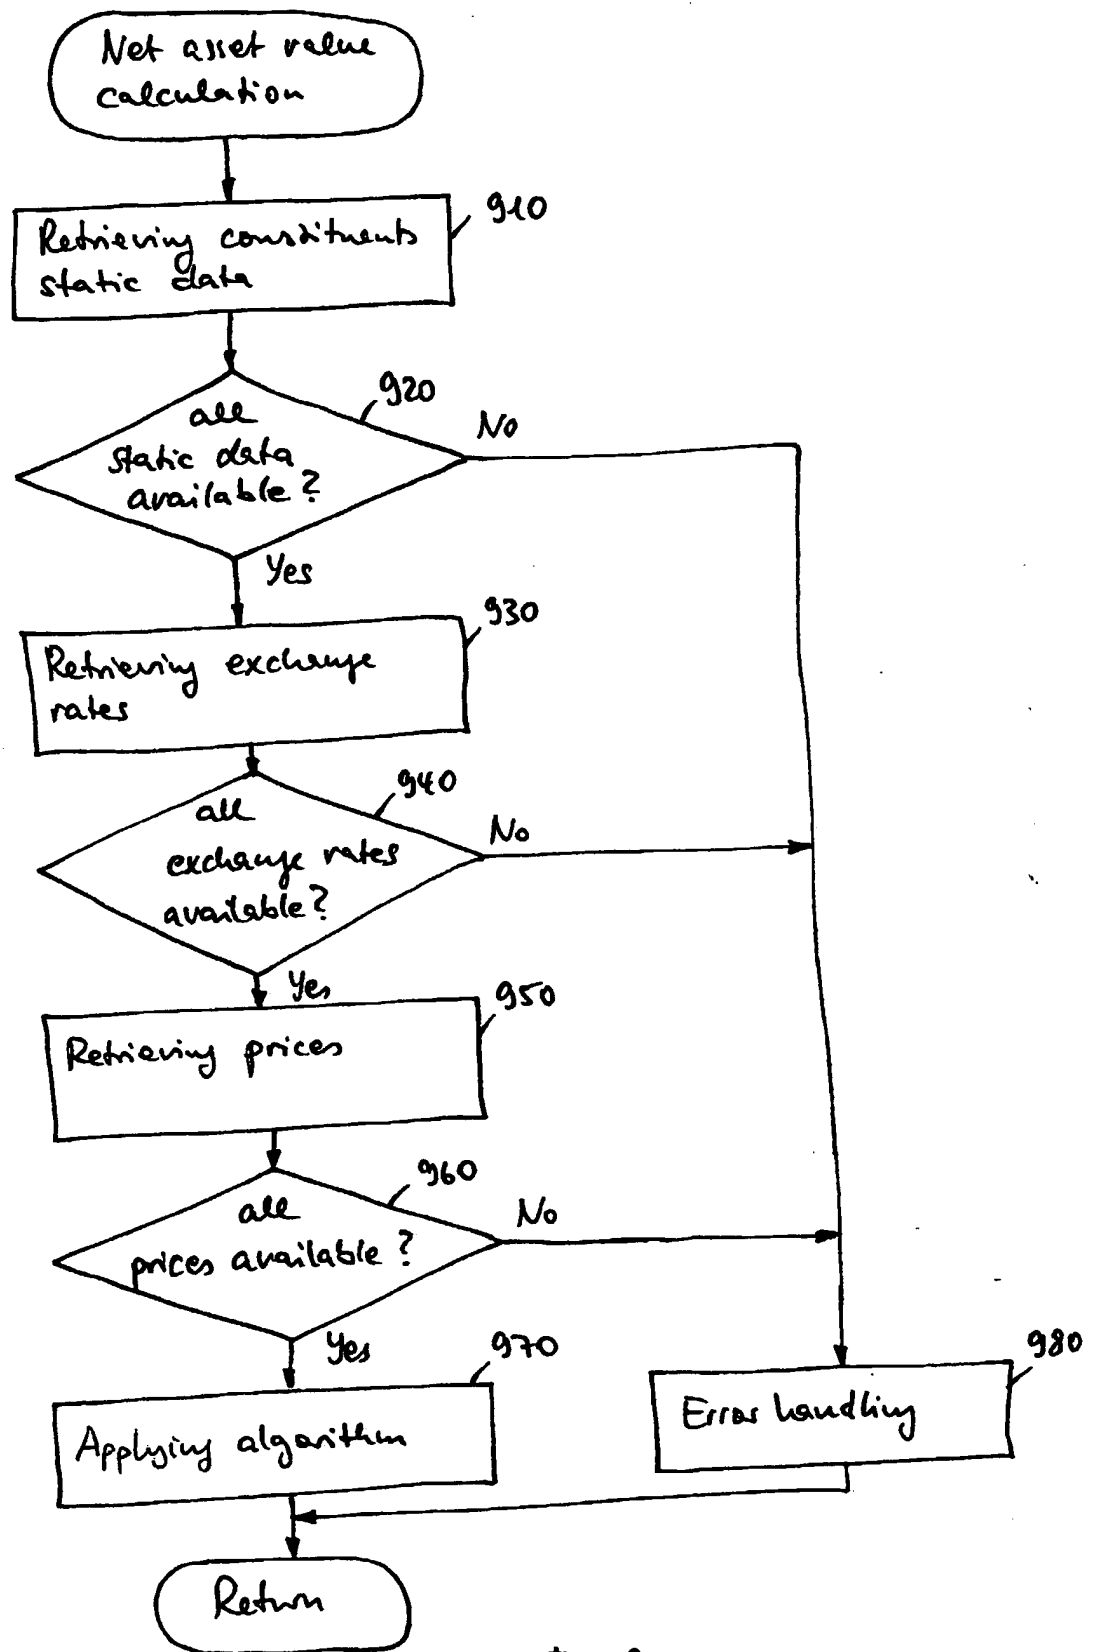 Net asset value
calculation
910
Retrieving constituents
static data
920
all
static data
available?
No
Yes
930
Retrieving exchange
rates
940
all
exchange rates
available?
No
Yes
950
Retrieving prices
960
all
prices available?
No
Yes
970
Applying algorithm
980
Error handling
Return